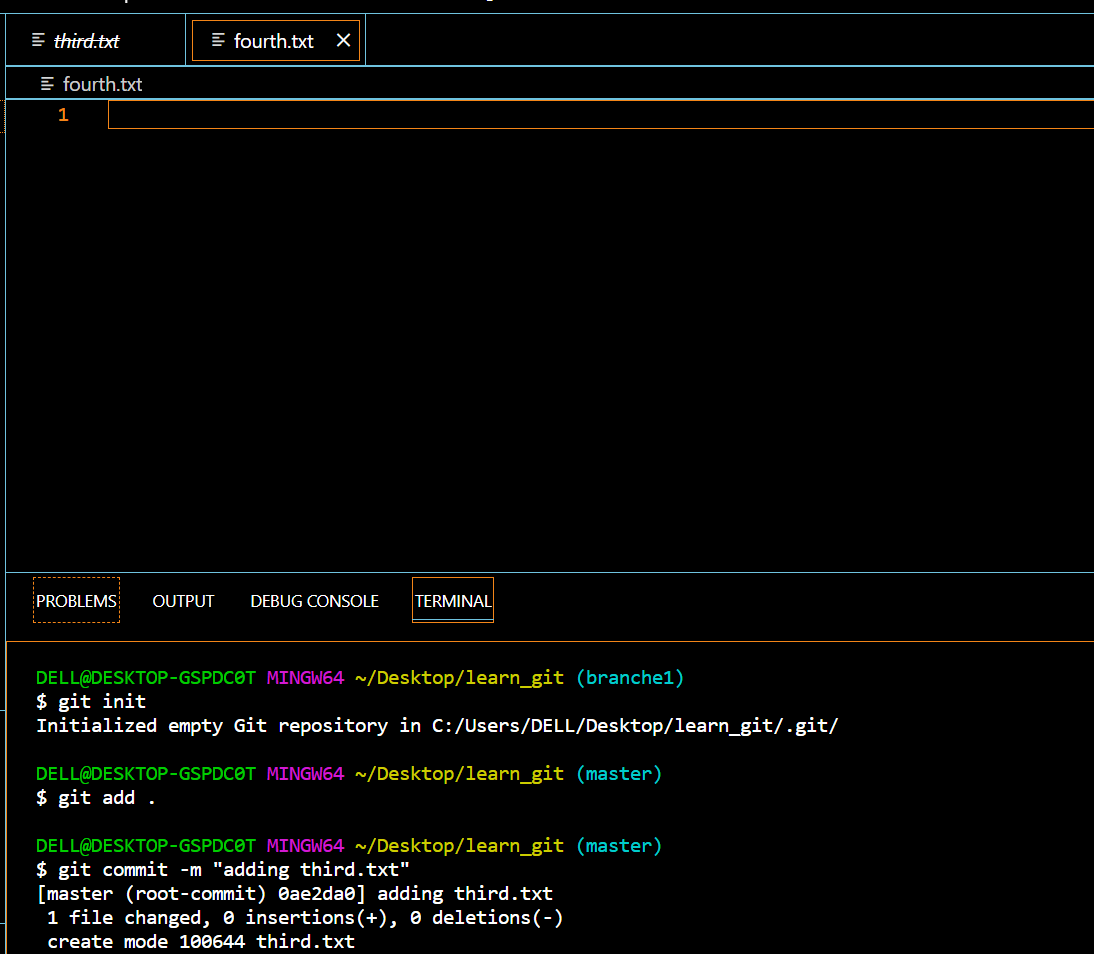 third.txt fourth.txt
fourth.txt
1
PROBLEMS OUTPUT DEBUG CONSOLE TERMINAL
DELL@DESKTOP-GSPDC0T MINGW64 ~/Desktop/learn_git (branche1)
$ git init
Initialized empty Git repository in C:/Users/DELL/Desktop/learn_git/.git/
DELL@DESKTOP-GSPDC0T MINGW64 ~/Desktop/learn_git (master)
$ git add .
DELL@DESKTOP-GSPDC0T MINGW64 ~/Desktop/learn_git (master)
$ git commit -m "adding third.txt"
[master (root-commit) 0ae2da0] adding third.txt
 1 file changed, 0 insertions(+), 0 deletions(-)
 create mode 100644 third.txt